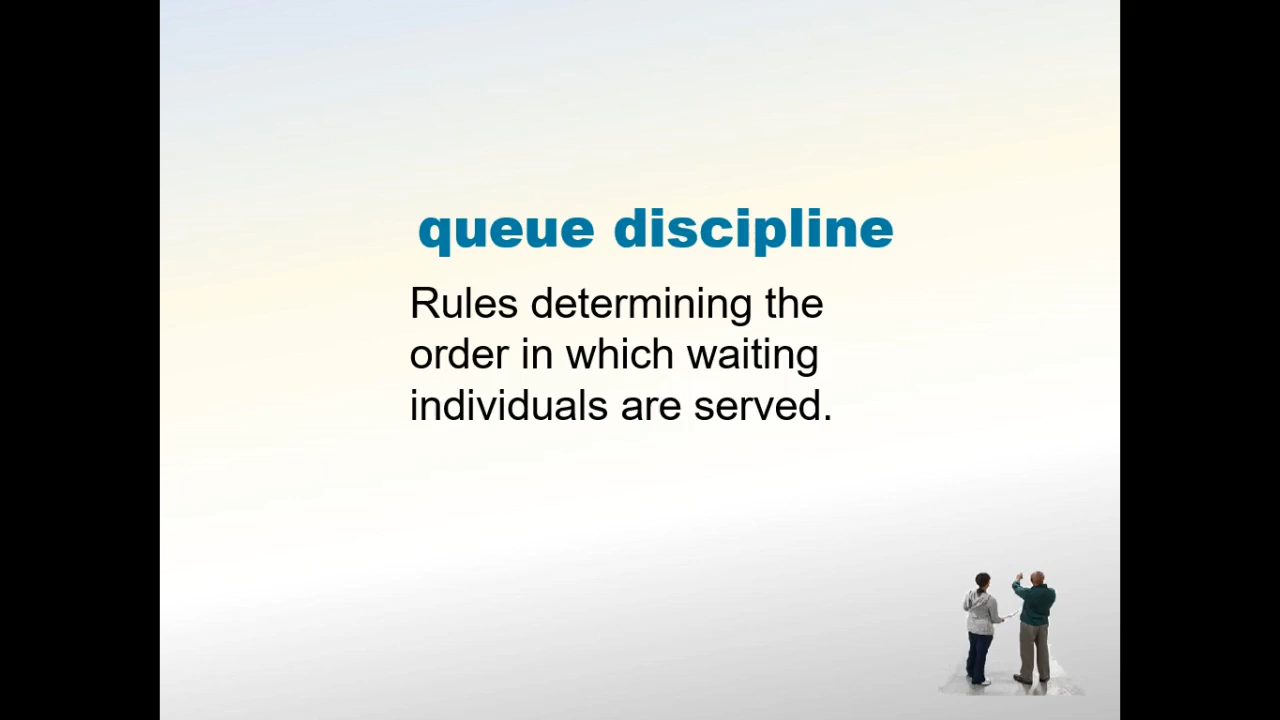 queue discipline
Rules determining the
order in which waiting
individuals are served.